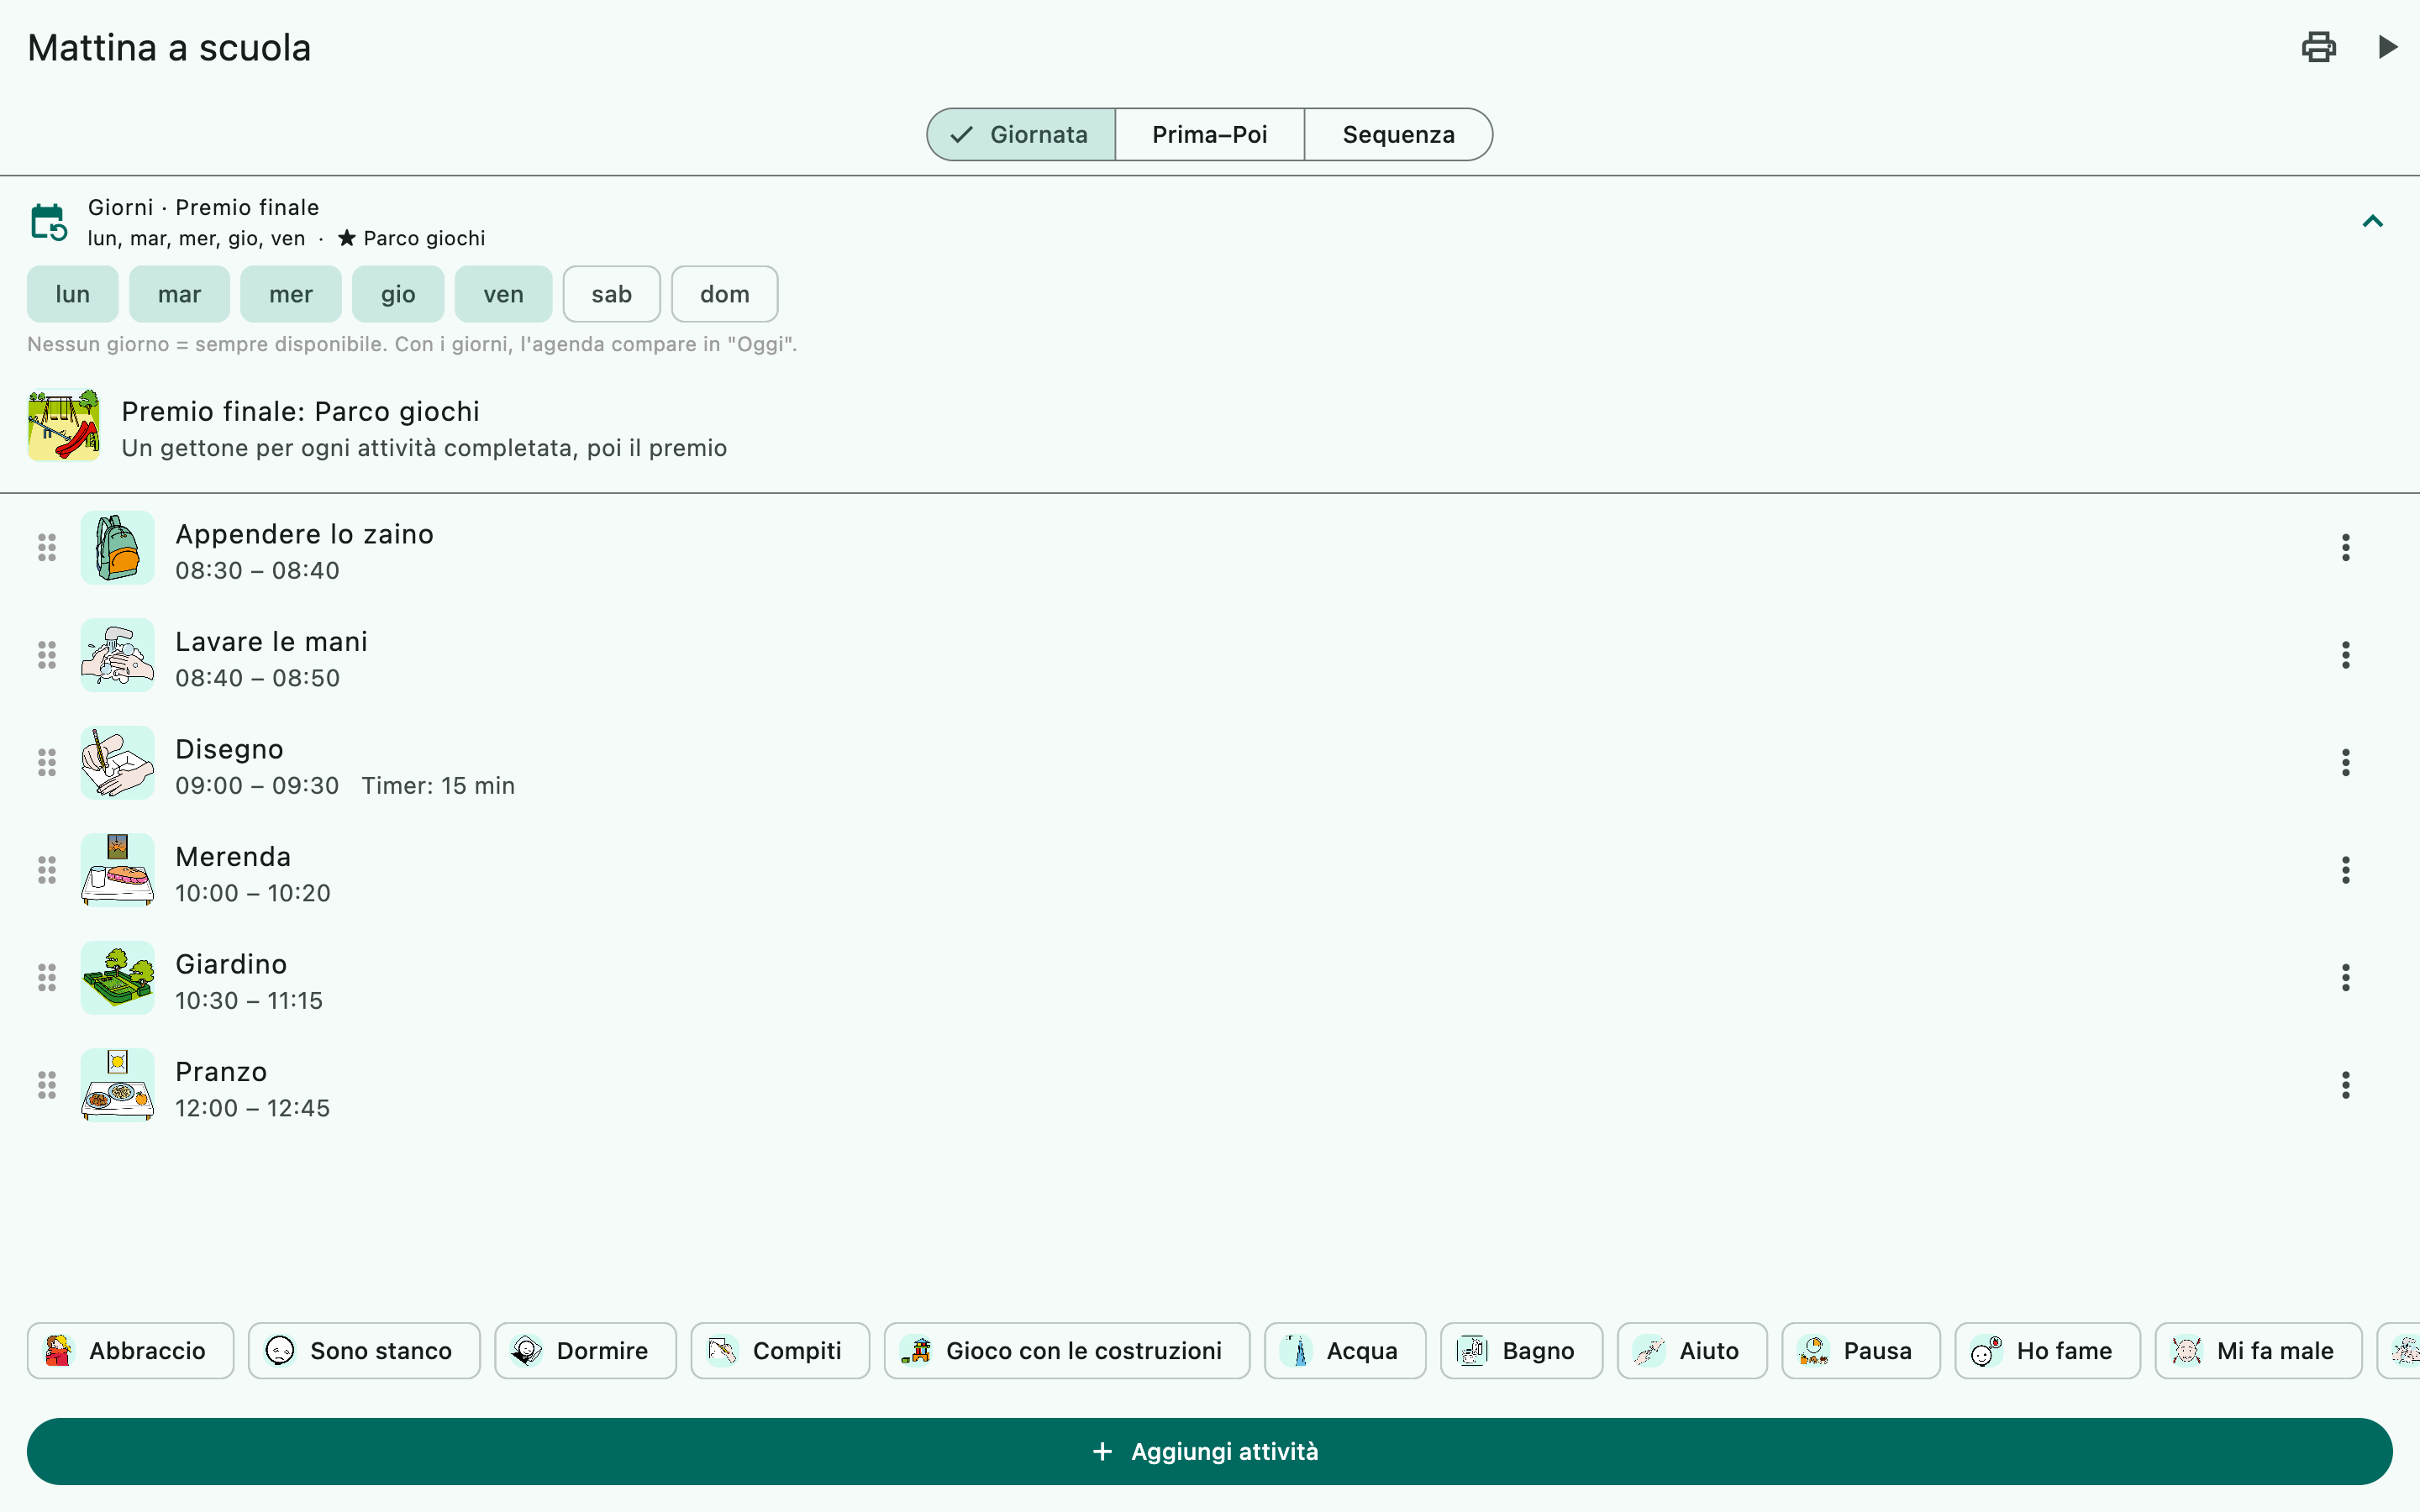 Mattina a scuola
Giornata
Prima–Poi
Sequenza
Giorni · Premio finale
lun, mar, mer, gio, ven · ★ Parco giochi
lun
mar
mer
gio
ven
sab
dom
Nessun giorno = sempre disponibile. Con i giorni, l'agenda compare in "Oggi".
Premio finale: Parco giochi
Un gettone per ogni attività completata, poi il premio
Appendere lo zaino
08:30 – 08:40
Lavare le mani
08:40 – 08:50
Disegno
09:00 – 09:30 Timer: 15 min
Merenda
10:00 – 10:20
Giardino
10:30 – 11:15
Pranzo
12:00 – 12:45
Abbraccio
Sono stanco
Dormire
Compiti
Gioco con le costruzioni
Acqua
Bagno
Aiuto
Pausa
Ho fame
Mi fa male
+ Aggiungi attività